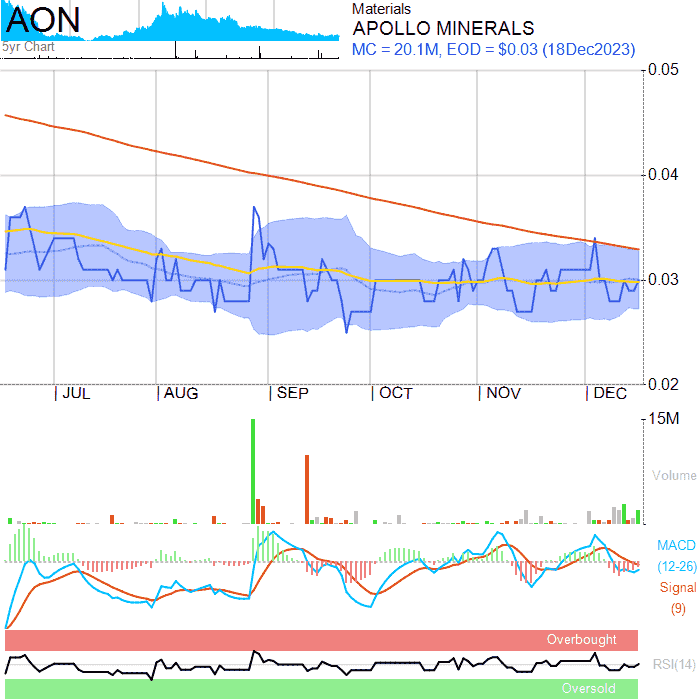 AON
5yr Chart
Materials
APOLLO MINERALS
MC = 20.1M, EOD = $0.03 (18Dec2023)
0.05
0.04
0.03
0.02
JUL AUG SEP OCT NOV DEC
15M
Volume
MACD
(12-26)
Signal
(9)
Overbought
RSI(14)
Oversold